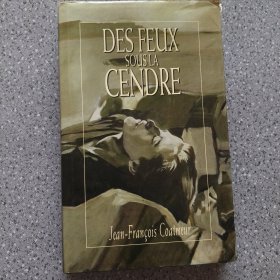 DES FEUX
SOUS LA
CENDRE
Jean-François Coatmeur